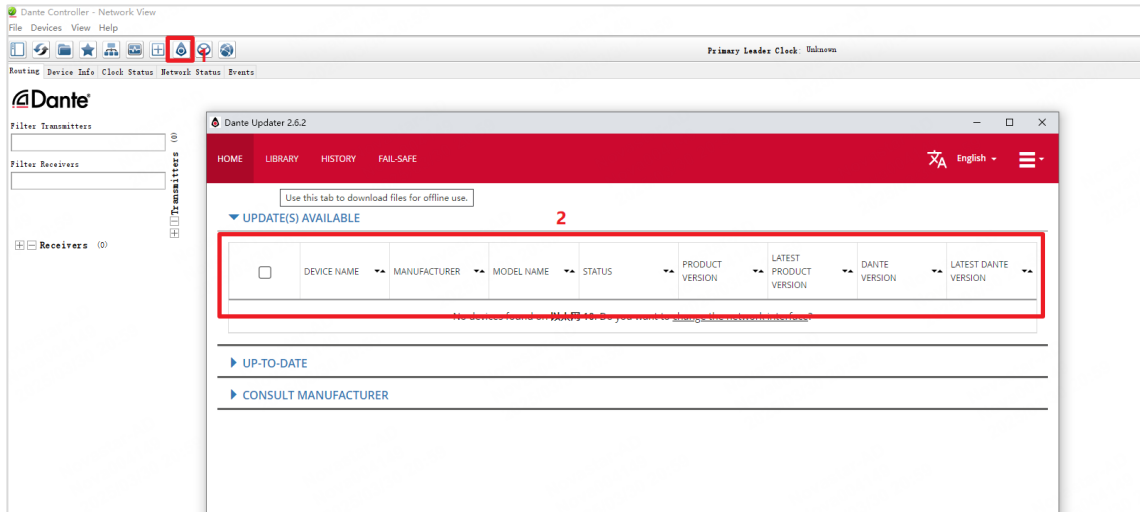 Dante Controller - Network View
File Devices View Help
1
Primary Leader Clock: Unknown
Routing Device Info Clock Status Network Status Events
Dante®
Filter Transmitters
Filter Receivers
Transmitters (0)
Receivers (0)
Dante Updater 2.6.2
HOME LIBRARY HISTORY FAIL-SAFE
English
Use this tab to download files for offline use.
UPDATE(S) AVAILABLE
2
DEVICE NAME MANUFACTURER MODEL NAME STATUS PRODUCT VERSION LATEST PRODUCT VERSION DANTE VERSION LATEST DANTE VERSION
No devices found on 以太网 10. Do you want to change the network interface?
UP-TO-DATE
CONSULT MANUFACTURER